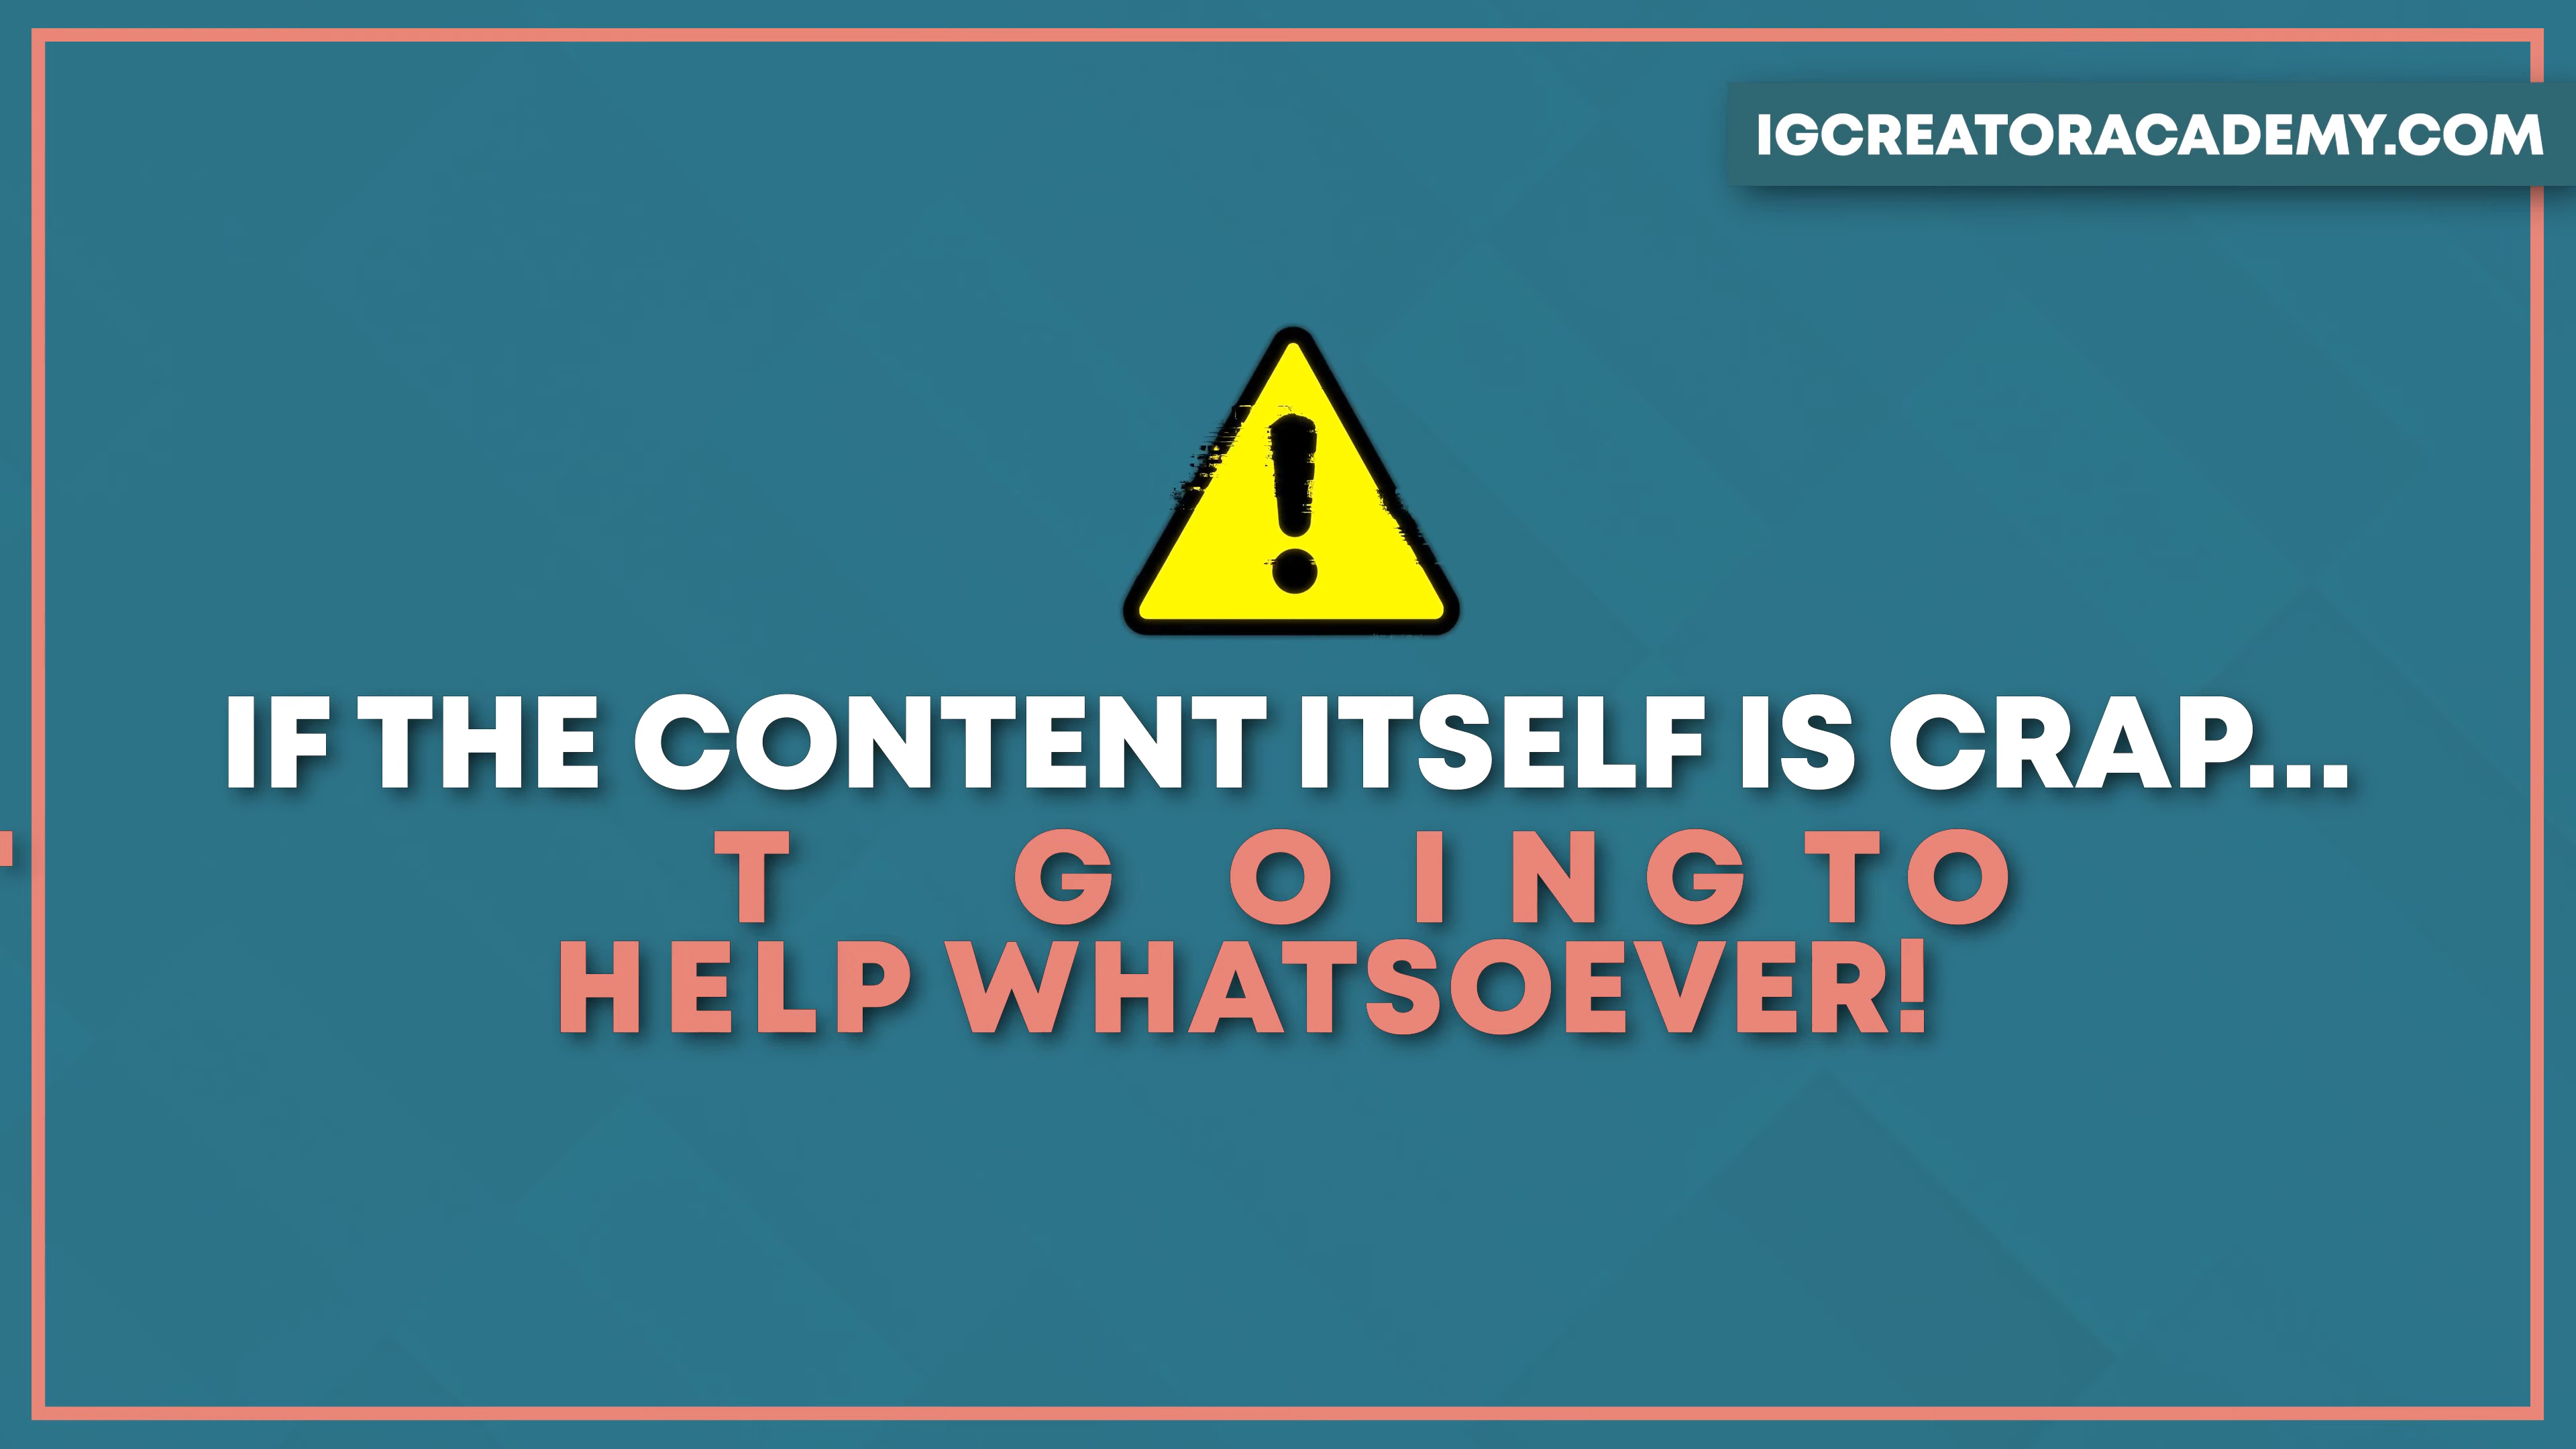 IGCREATORACADEMY.COM
IF THE CONTENT ITSELF IS CRAP...
T GOING TO
HELP WHATSOEVER!